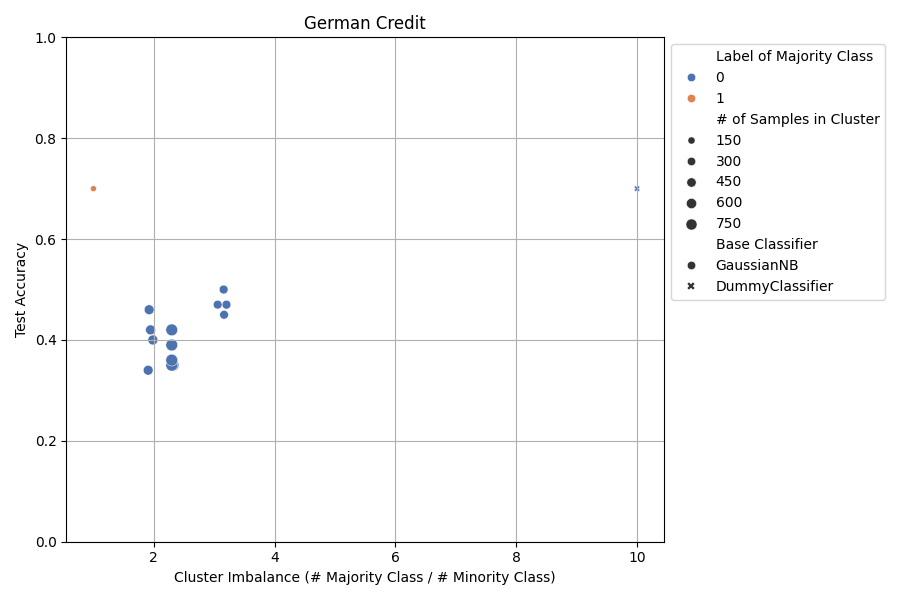 German Credit
1.0
0.8
0.6
0.4
0.2
0.0
Test Accuracy
2
4
6
8
10
Cluster Imbalance (# Majority Class / # Minority Class)
Label of Majority Class
0
1
# of Samples in Cluster
150
300
450
600
750
Base Classifier
GaussianNB
DummyClassifier